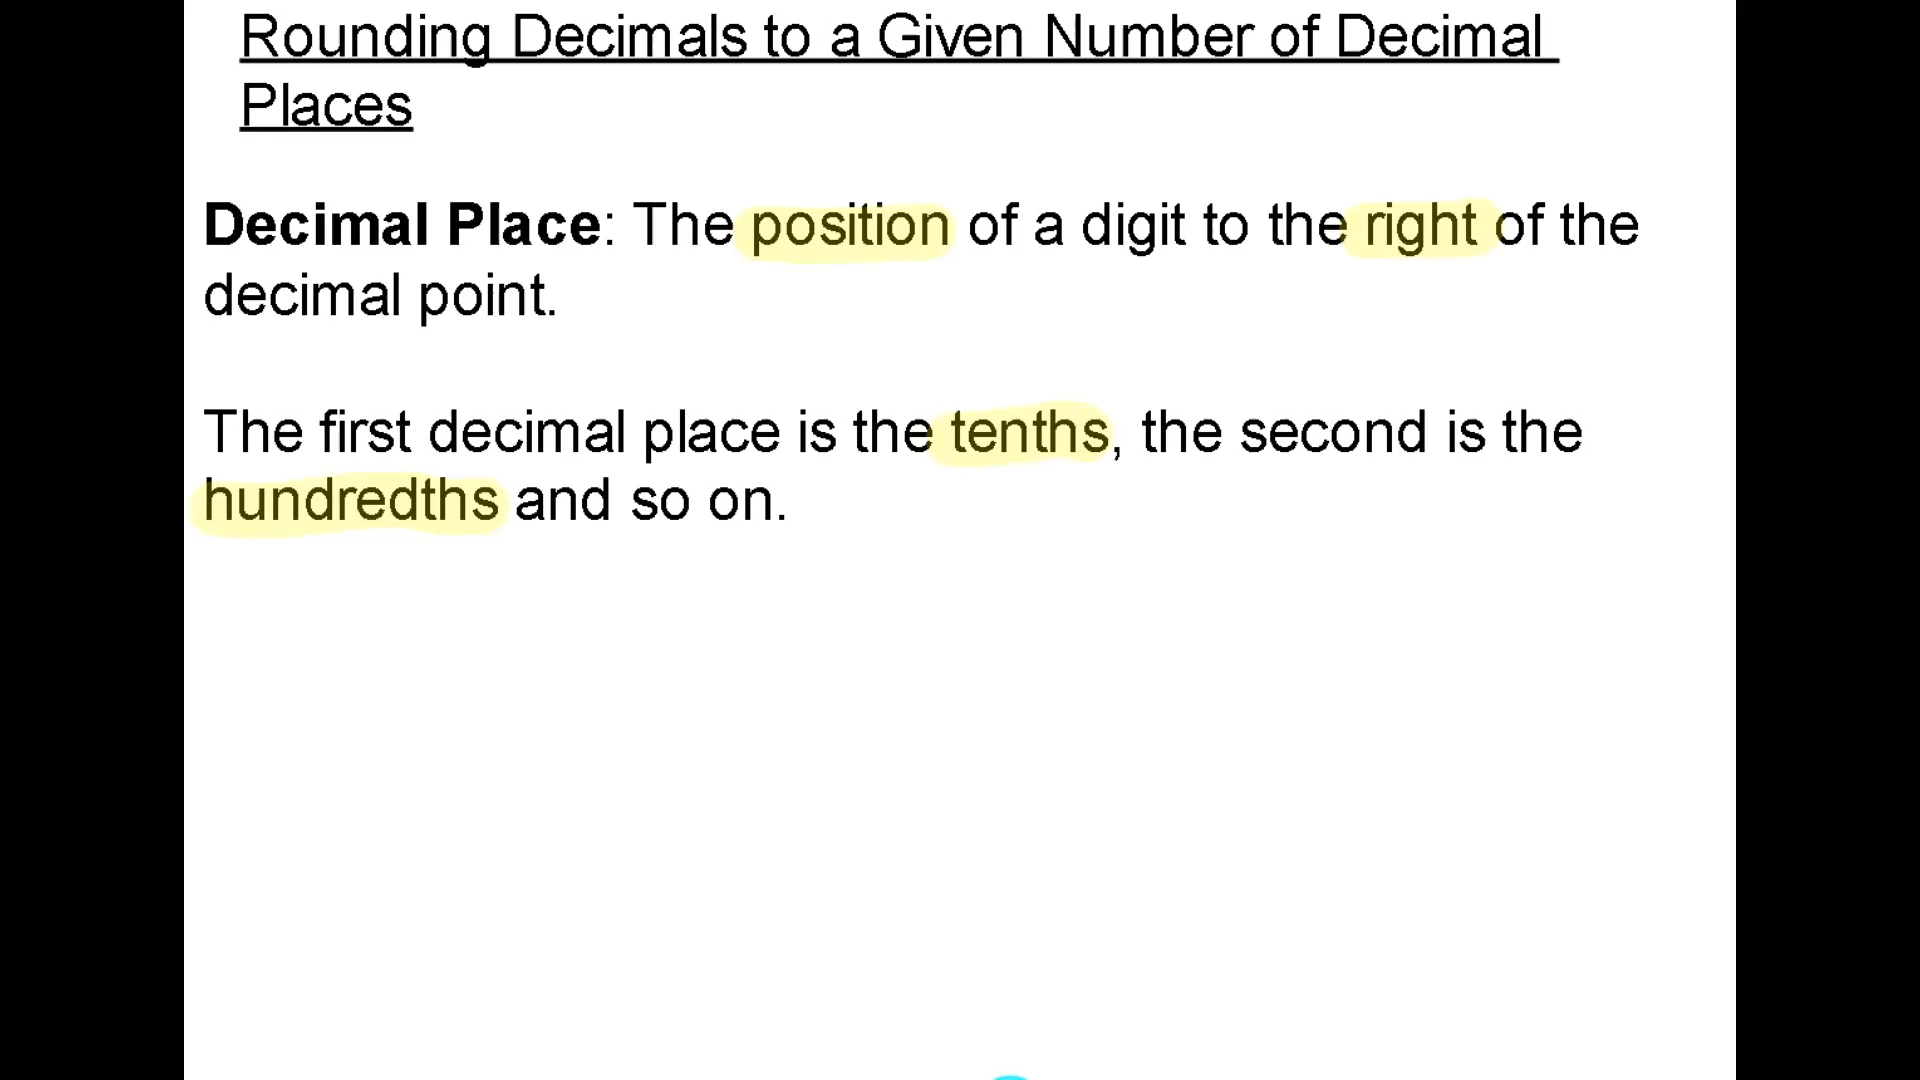 Rounding Decimals to a Given Number of Decimal
Places
Decimal Place: The position of a digit to the right of the
decimal point.
The first decimal place is the tenths, the second is the
hundredths and so on.